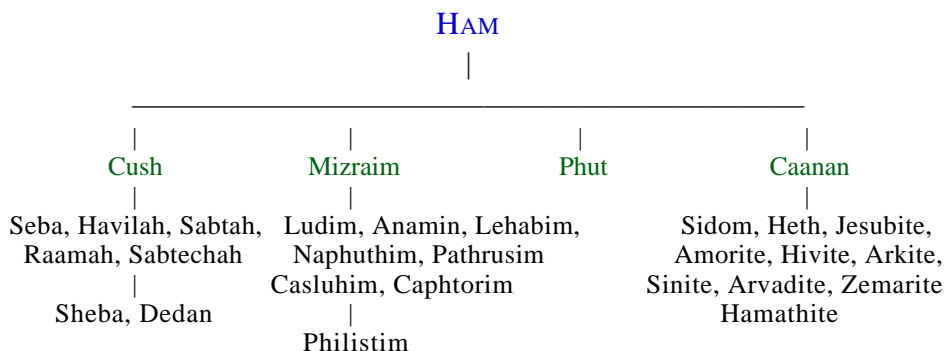 HAM
Cush Mizraim Phut Caanan
Seba, Havilah, Sabtah,
Raamah, Sabtechah
Sheba, Dedan
Ludim, Anamin, Lehabim,
Naphuthim, Pathrusim
Casluhim, Caphtorim
Philistim
Sidom, Heth, Jesubite,
Amorite, Hivite, Arkite,
Sinite, Arvadite, Zemarite
Hamathite